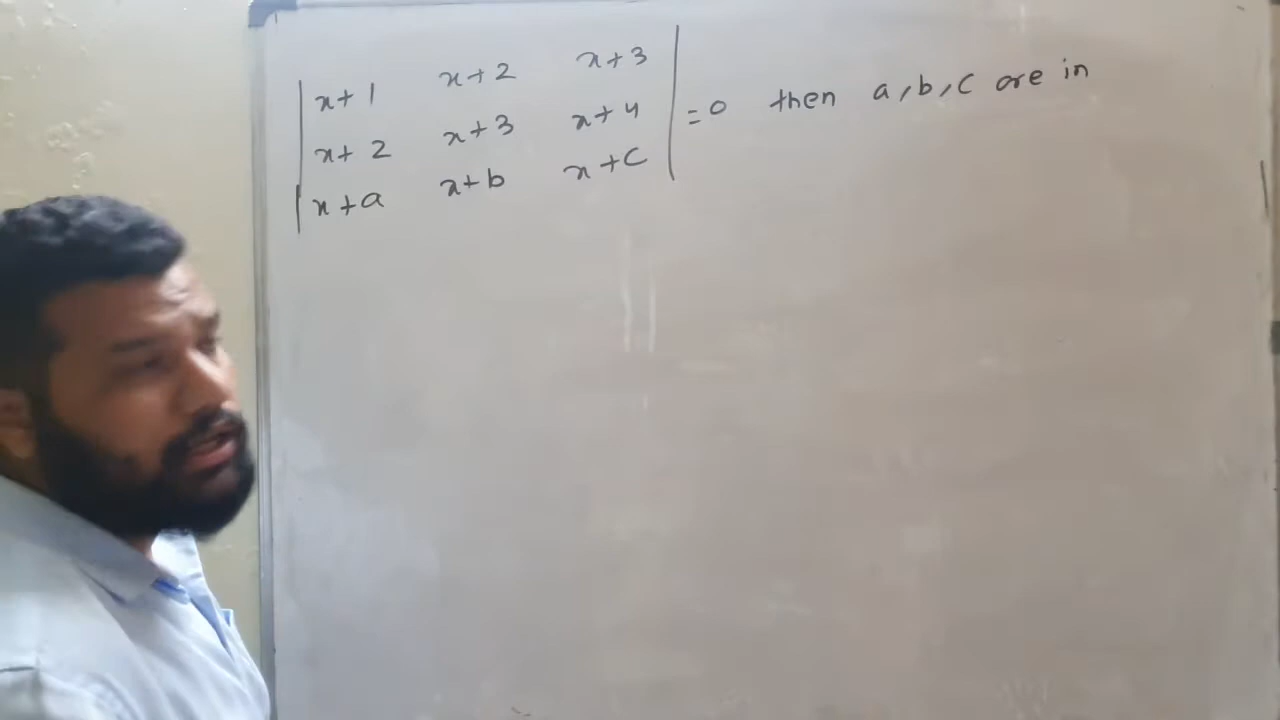 | x+1 x+2 x+3 |
| x+2 x+3 x+4 | =0 then a,b,c are in
| x+a x+b x+c |